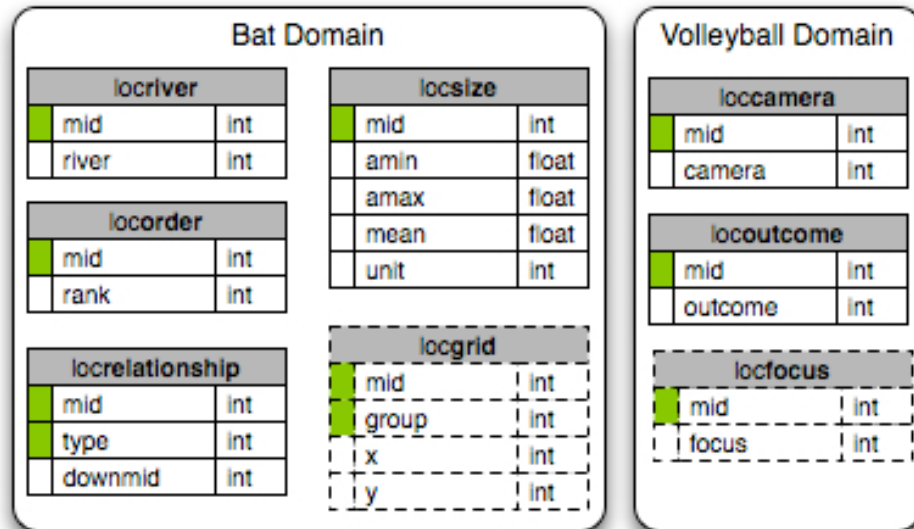 Bat Domain
locriver
mid int
river int
locorder
mid int
rank int
locrelationship
mid int
type int
downmid int
locsize
mid int
amin float
amax float
mean float
unit int
locgrid
mid int
group int
x int
y int
Volleyball Domain
loccamera
mid int
camera int
locoutcome
mid int
outcome int
locfocus
mid int
focus int